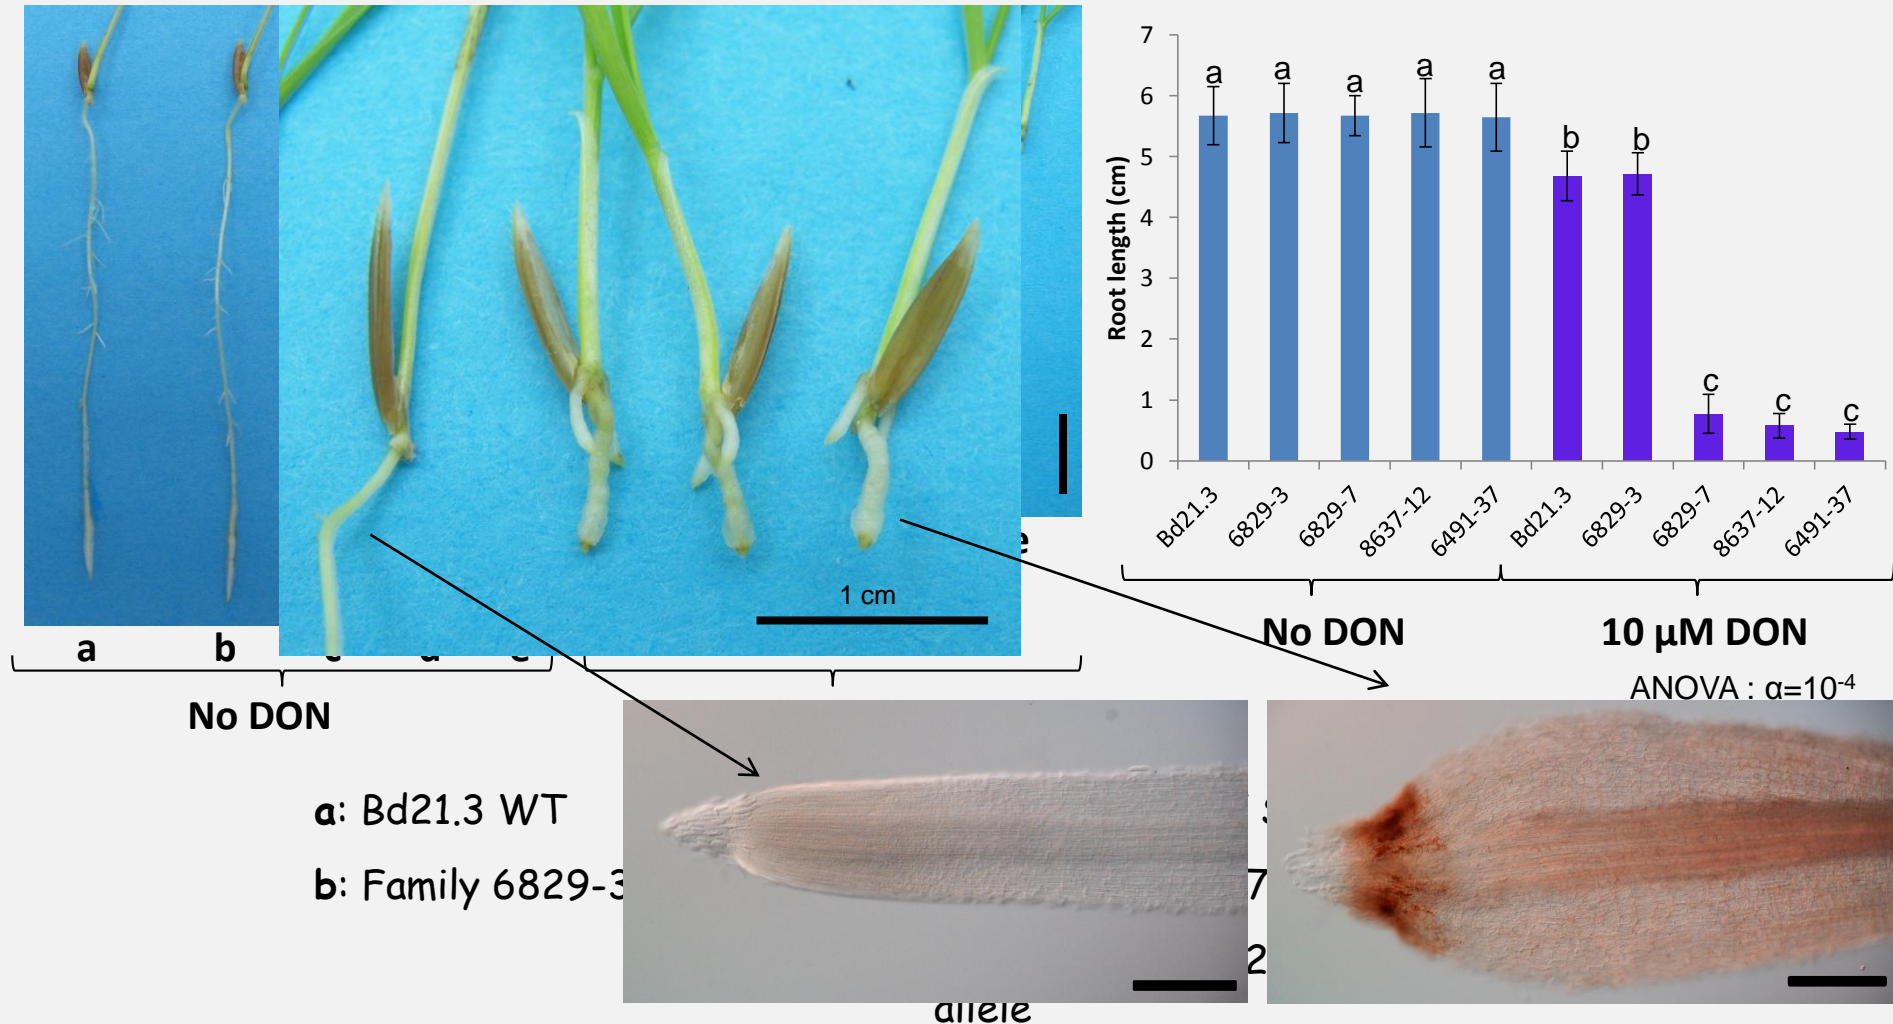 7
6
5
4
3
2
1
0
Root length (cm)
a
a
a
a
a
b
b
c
c
c
Bd21.3
6829-3
6829-7
8637-12
6491-37
Bd21.3
6829-3
6829-7
8637-12
6491-37
No DON
10 µM DON
ANOVA : α=10-4
1 cm
e
a
b
c
d
e
No DON
a: Bd21.3 WT
b: Family 6829-3
7
2
allele